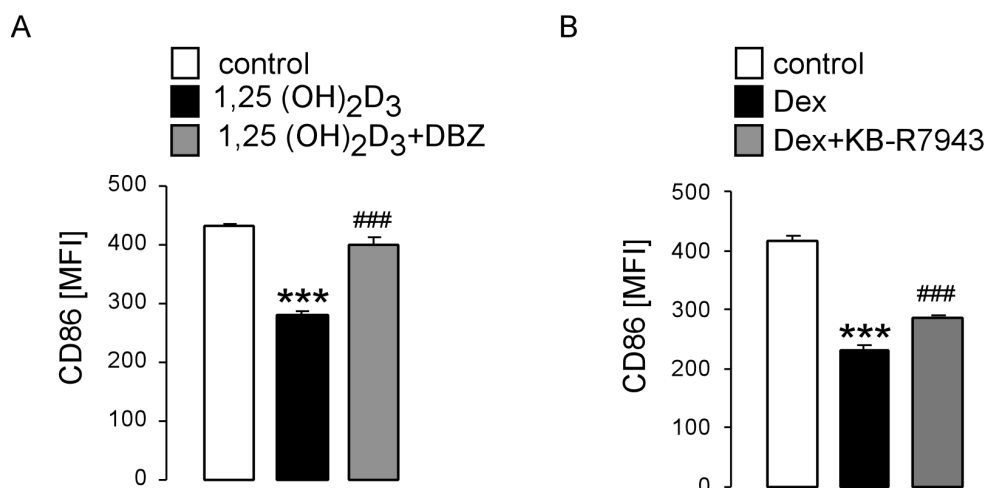 A
control
1,25 (OH)2D3
1,25 (OH)2D3+DBZ
CD86 [MFI]
500
400
300
200
100
0
***
###
B
control
Dex
Dex+KB-R7943
CD86 [MFI]
500
400
300
200
100
0
***
###